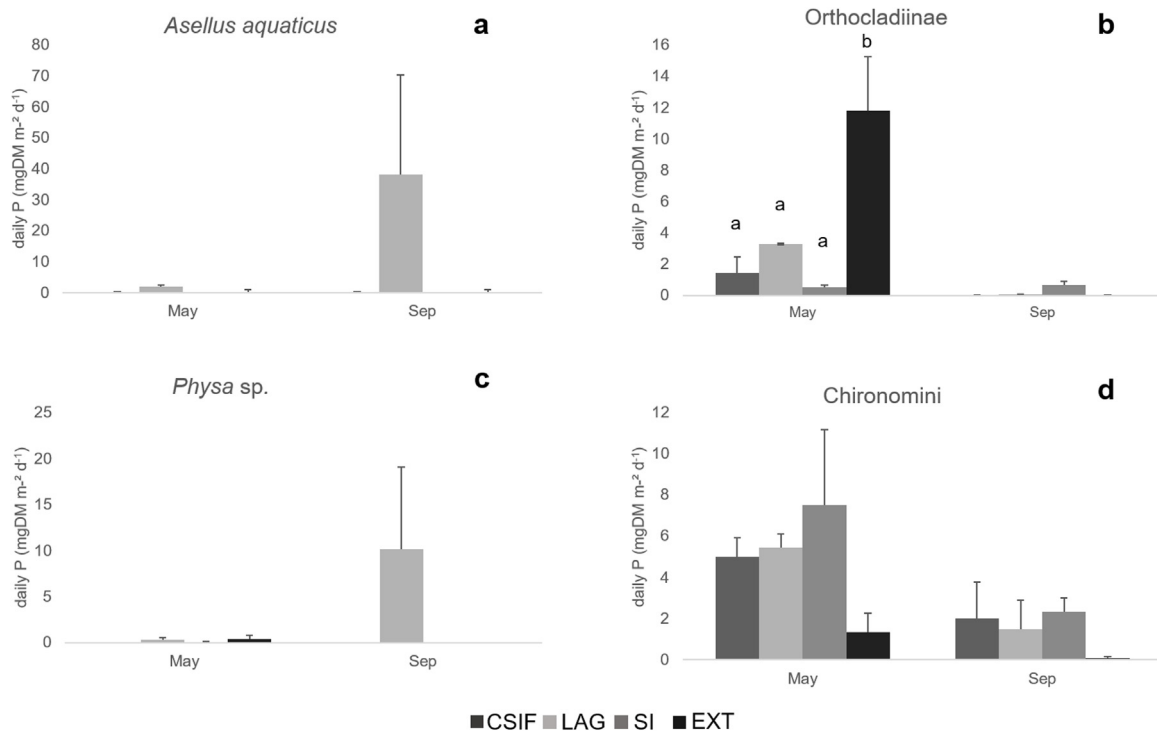 Asellus aquaticus
a
80
70
60
50
40
30
20
10
0
daily P (mgDM m-² d-1)
May
Sep
Orthocladiinae
b
16
14
12
10
8
6
4
2
0
daily P (mgDM m-² d-1)
a
a
a
b
May
Sep
Physa sp.
c
25
20
15
10
5
0
daily P (mgDM m-² d-1)
May
Sep
Chironomini
d
12
10
8
6
4
2
0
daily P (mgDM m-² d-1)
May
Sep
CSIF LAG SI EXT